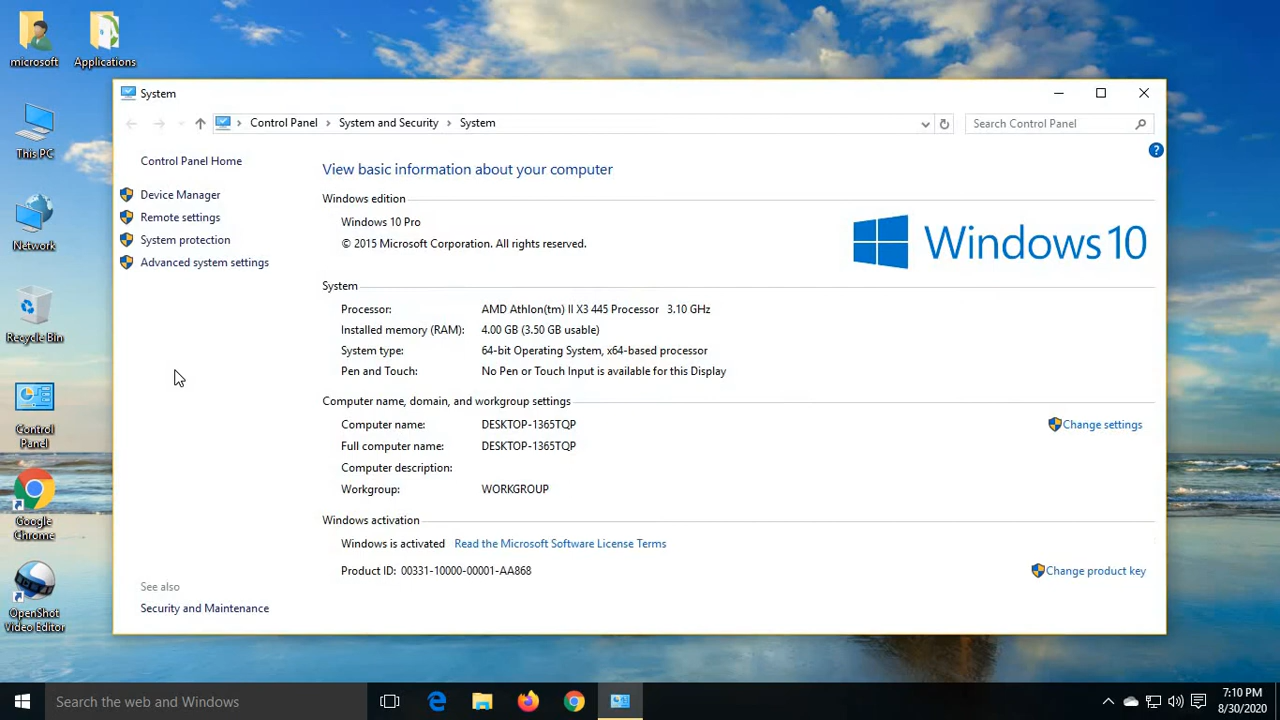 microsoft
Applications
This PC
Network
Recycle Bin
Control
Panel
Google
Chrome
OpenShot
Video Editor
System
Control Panel > System and Security > System
Search Control Panel
Control Panel Home
Device Manager
Remote settings
System protection
Advanced system settings
See also
Security and Maintenance
View basic information about your computer
Windows edition
Windows 10 Pro
© 2015 Microsoft Corporation. All rights reserved.
Windows 10
System
Processor: AMD Athlon(tm) II X3 445 Processor 3.10 GHz
Installed memory (RAM): 4.00 GB (3.50 GB usable)
System type: 64-bit Operating System, x64-based processor
Pen and Touch: No Pen or Touch Input is available for this Display
Computer name, domain, and workgroup settings
Computer name: DESKTOP-1365TQP
Change settings
Full computer name: DESKTOP-1365TQP
Computer description:
Workgroup: WORKGROUP
Windows activation
Windows is activated Read the Microsoft Software License Terms
Product ID: 00331-10000-00001-AA868
Change product key
Search the web and Windows
7:10 PM
8/30/2020